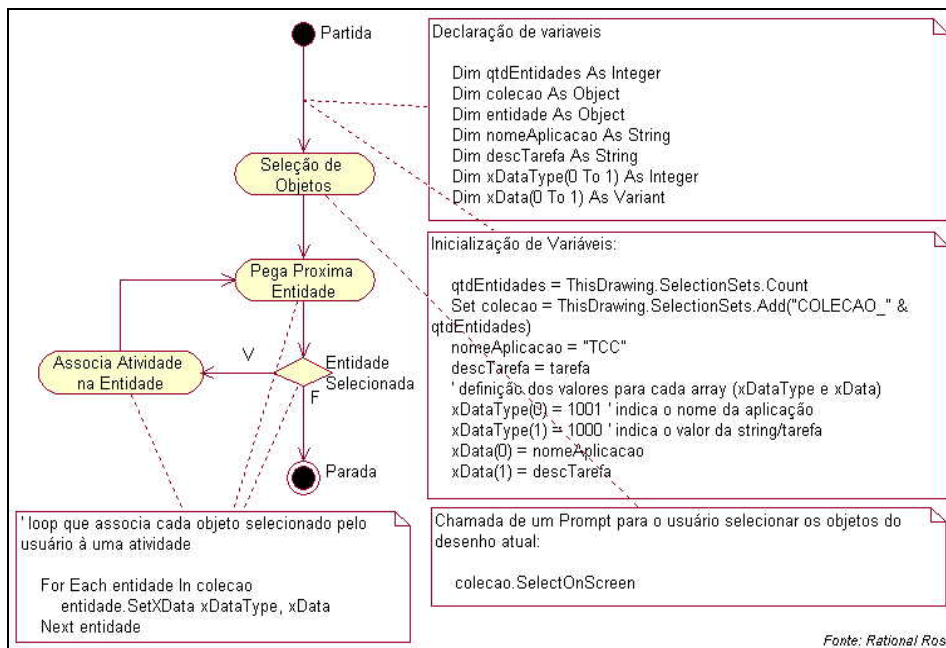 Partida
Seleção de
Objetos
Pega Proxima
Entidade
Associa Atividade
na Entidade
V
Entidade
Selecionada
F
Parada
Declaração de variaveis
Dim qtdEntidades As Integer
Dim colecao As Object
Dim entidade As Object
Dim nomeAplicacao As String
Dim descTarefa As String
Dim xDataType(0 To 1) As Integer
Dim xData(0 To 1) As Variant
Inicialização de Variáveis:
qtdEntidades = ThisDrawing.SelectionSets.Count
Set colecao = ThisDrawing.SelectionSets.Add("COLECAO_" &
qtdEntidades)
nomeAplicacao = "TCC"
descTarefa = tarefa
' definição dos valores para cada array (xDataType e xData)
xDataType(0) = 1001 ' indica o nome da aplicação
xDataType(1) = 1000 ' indica o valor da string/tarefa
xData(0) = nomeAplicacao
xData(1) = descTarefa
' loop que associa cada objeto selecionado pelo
usuário à uma atividade
For Each entidade In colecao
entidade.SetXData xDataType, xData
Next entidade
Chamada de um Prompt para o usuário selecionar os objetos do
desenho atual:
colecao.SelectOnScreen
Fonte: Rational Ros